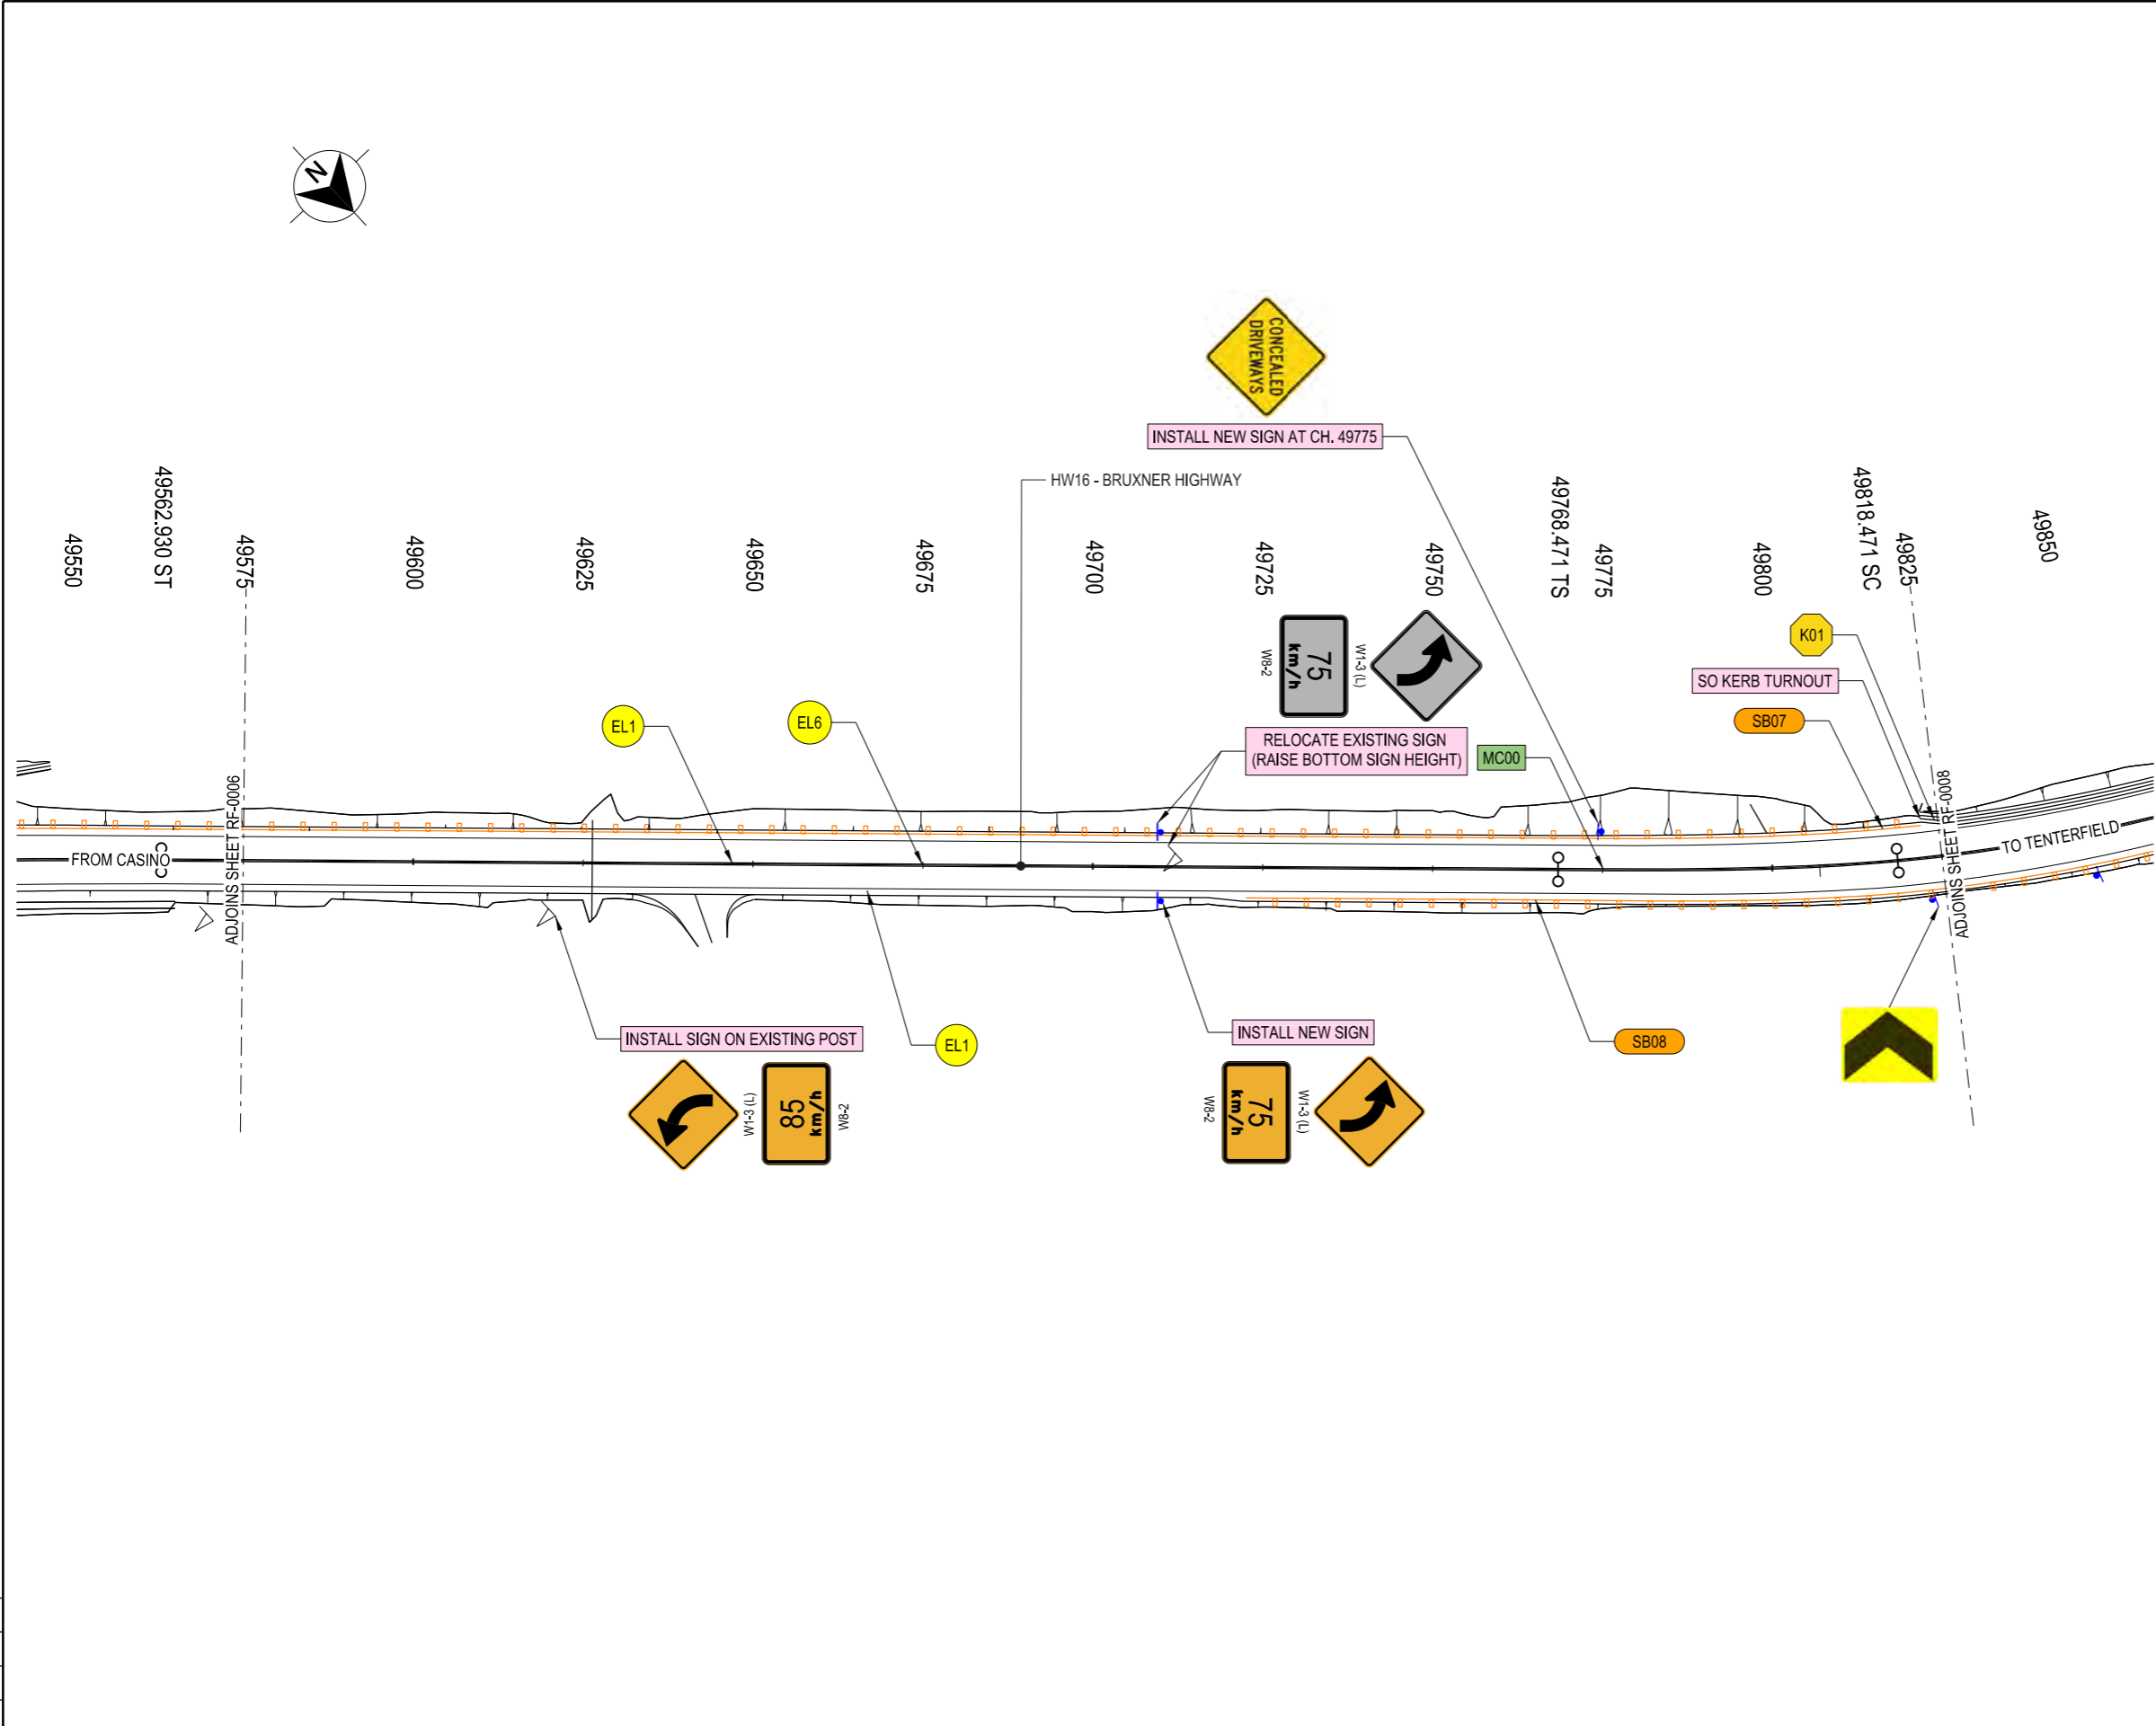 N
CONCEALED
DRIVEWAYS
INSTALL NEW SIGN AT CH. 49775
HW16 - BRUXNER HIGHWAY
49550
49562.930 ST
49575
49600
49625
49650
49675
49700
49725
49750
49768.471 TS
49775
49800
49818.471 SC
49825
49850
K01
SO KERB TURNOUT
SB07
75
km/h
W8-2
W1-3 (L)
EL1
EL6
RELOCATE EXISTING SIGN
(RAISE BOTTOM SIGN HEIGHT)
MC00
ADJOINS SHEET RF-0006
ADJOINS SHEET RF-0008
FROM CASINO
TO TENTERFIELD
INSTALL SIGN ON EXISTING POST
EL1
INSTALL NEW SIGN
SB08
W1-3 (L)
85
km/h
W8-2
75
km/h
W8-2
W1-3 (L)